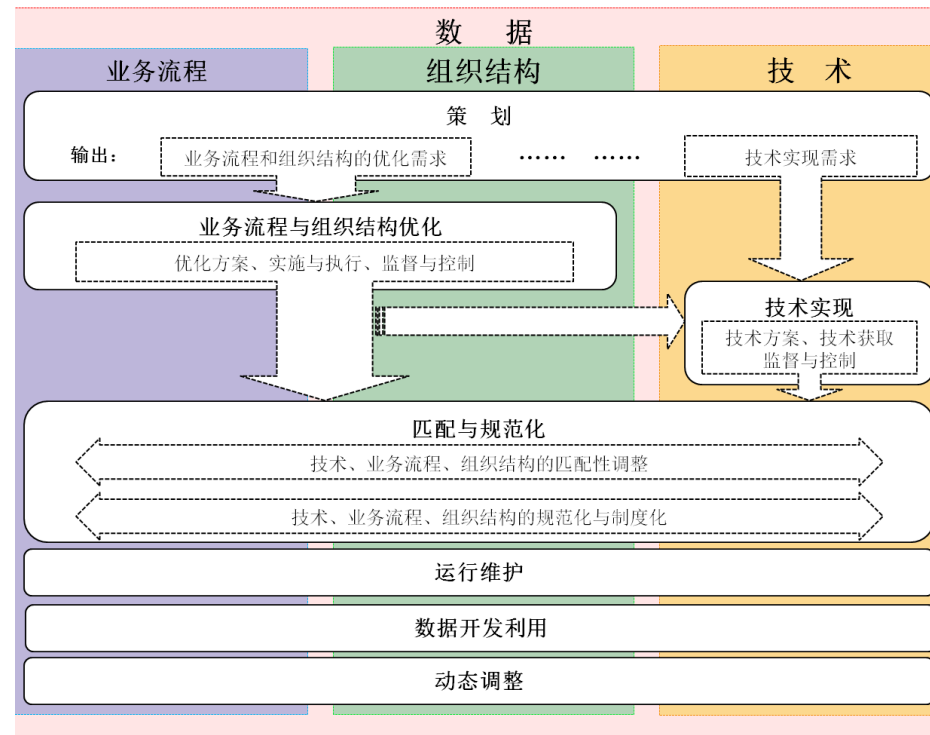 数 据
业务流程
组织结构
技 术
策 划
输出：
业务流程和组织结构的优化需求
…… ……
技术实现需求
业务流程与组织结构优化
优化方案、实施与执行、监督与控制
技术实现
技术方案、技术获取
监督与控制
匹配与规范化
技术、业务流程、组织结构的匹配性调整
技术、业务流程、组织结构的规范化与制度化
运行维护
数据开发利用
动态调整